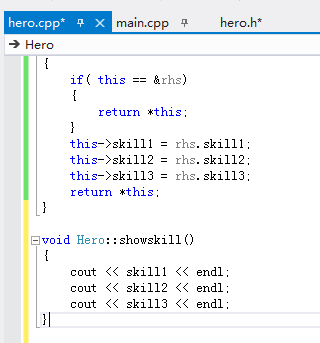 hero.cpp* main.cpp hero.h*
Hero
{
if( this == &rhs)
{
return *this;
}
this->skill1 = rhs.skill1;
this->skill2 = rhs.skill2;
this->skill3 = rhs.skill3;
return *this;
}
void Hero::showskill()
{
cout << skill1 << endl;
cout << skill2 << endl;
cout << skill3 << endl;
}